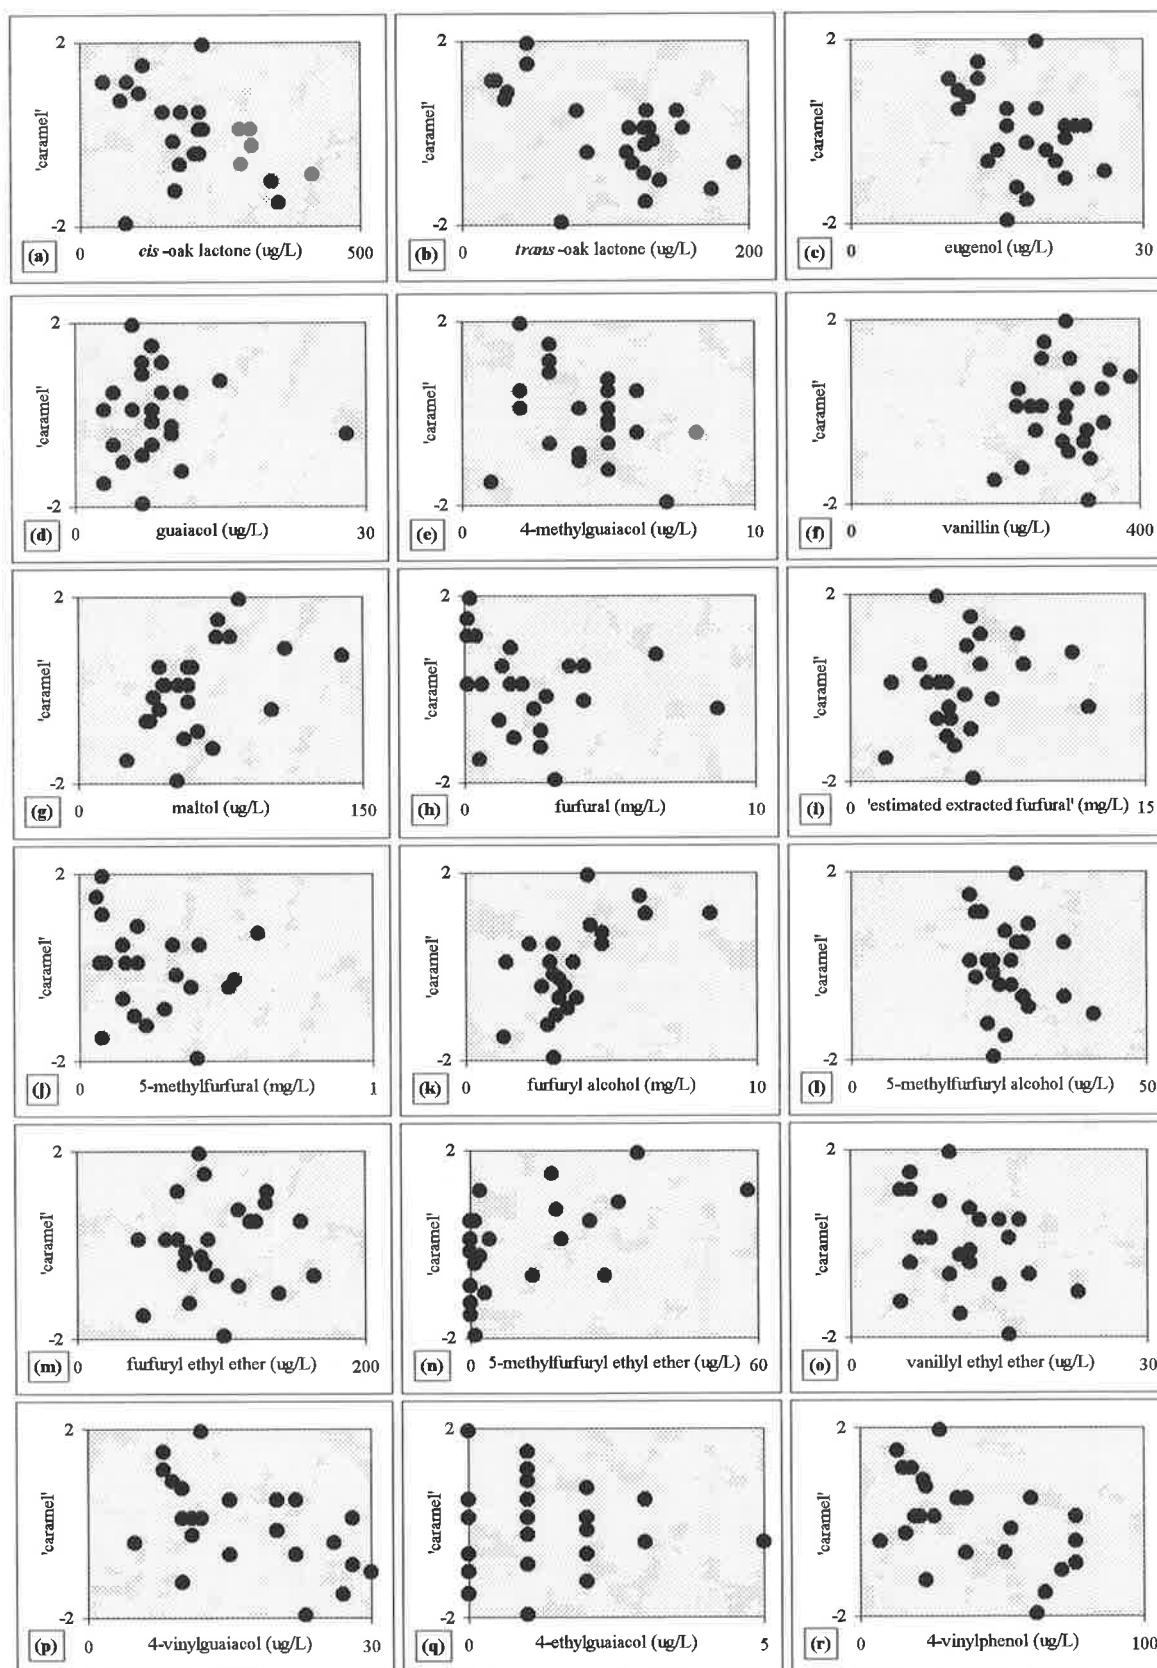 2 2 2
'caramel' 'caramel' 'caramel'
-2 -2 -2
(a) 0 cis -oak lactone (ug/L) 500 (b) 0 trans -oak lactone (ug/L) 200 (c) 0 eugenol (ug/L) 30
2 2 2
'caramel' 'caramel' 'caramel'
-2 -2 -2
(d) 0 guaiacol (ug/L) 30 (e) 0 4-methylguaiacol (ug/L) 10 (f) 0 vanillin (ug/L) 400
2 2 2
'caramel' 'caramel' 'caramel'
-2 -2 -2
(g) 0 maltol (ug/L) 150 (h) 0 furfural (mg/L) 10 (i) 0 'estimated extracted furfural' (mg/L) 15
2 2 2
'caramel' 'caramel' 'caramel'
-2 -2 -2
(j) 0 5-methylfurfural (mg/L) 1 (k) 0 furfuryl alcohol (mg/L) 10 (l) 0 5-methylfurfuryl alcohol (ug/L) 50
2 2 2
'caramel' 'caramel' 'caramel'
-2 -2 -2
(m) 0 furfuryl ethyl ether (ug/L) 200 (n) 0 5-methylfurfuryl ethyl ether (ug/L) 60 (o) 0 vanillyl ethyl ether (ug/L) 30
2 2 2
'caramel' 'caramel' 'caramel'
-2 -2 -2
(p) 0 4-vinylguaiacol (ug/L) 30 (q) 0 4-ethylguaiacol (ug/L) 5 (r) 0 4-vinylphenol (ug/L) 100